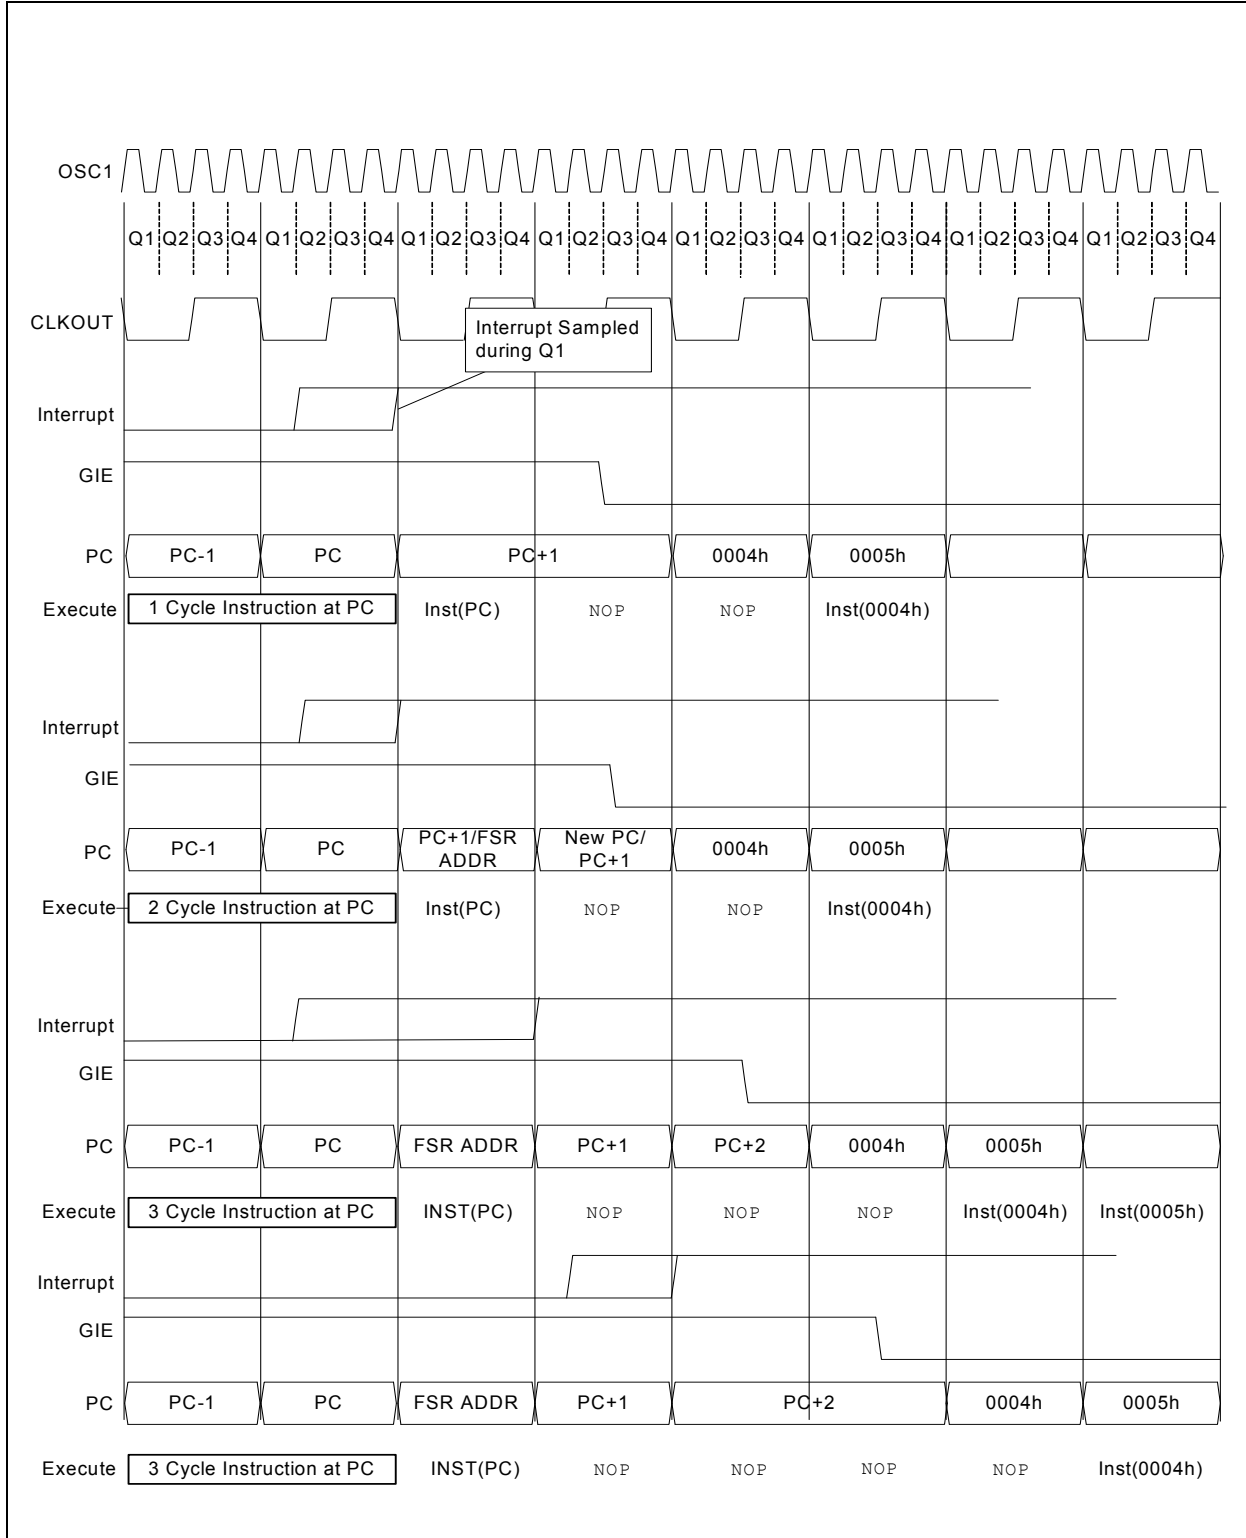 OSC1
Q1 Q2 Q3 Q4 Q1 Q2 Q3 Q4 Q1 Q2 Q3 Q4 Q1 Q2 Q3 Q4 Q1 Q2 Q3 Q4 Q1 Q2 Q3 Q4 Q1 Q2 Q3 Q4 Q1 Q2 Q3 Q4
CLKOUT
Interrupt Sampled
during Q1
Interrupt
GIE
PC PC-1 PC PC+1 0004h 0005h
Execute 1 Cycle Instruction at PC Inst(PC) NOP NOP Inst(0004h)
Interrupt
GIE
PC PC-1 PC PC+1/FSR ADDR New PC/ PC+1 0004h 0005h
Execute 2 Cycle Instruction at PC Inst(PC) NOP NOP Inst(0004h)
Interrupt
GIE
PC PC-1 PC FSR ADDR PC+1 PC+2 0004h 0005h
Execute 3 Cycle Instruction at PC INST(PC) NOP NOP NOP Inst(0004h) Inst(0005h)
Interrupt
GIE
PC PC-1 PC FSR ADDR PC+1 PC+2 0004h 0005h
Execute 3 Cycle Instruction at PC INST(PC) NOP NOP NOP NOP Inst(0004h)